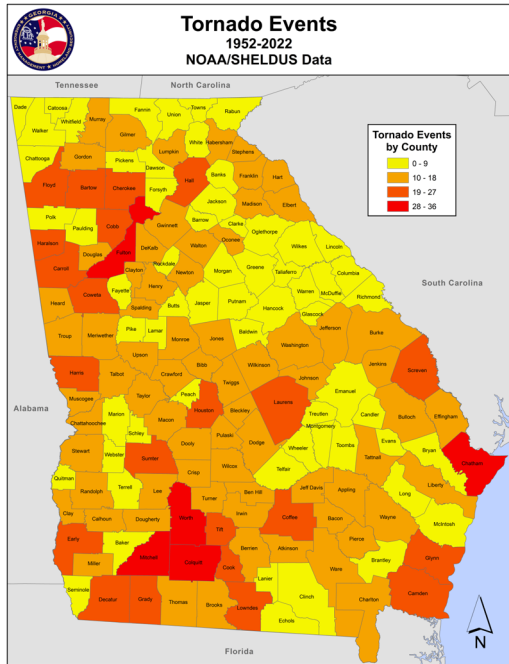 Tornado Events
1952-2022
NOAA/SHELDUS Data
GEORGIA
Tennessee
North Carolina
Tornado Events
by County
0 - 9
10 - 18
19 - 27
28 - 36
South Carolina
Alabama
Florida
N
Dade
Catoosa
Whitfield
Walker
Murray
Fannin
Union
Towns
Rabun
Gilmer
White
Habersham
Lumpkin
Stephens
Chattooga
Gordon
Pickens
Dawson
Banks
Franklin
Hart
Floyd
Bartow
Cherokee
Forsyth
Hall
Jackson
Madison
Elbert
Polk
Paulding
Cobb
Gwinnett
Barrow
Clarke
Oglethorpe
Wilkes
Lincoln
Haralson
Douglas
Fulton
DeKalb
Walton
Oconee
Rockdale
Morgan
Greene
Taliaferro
Columbia
McDuffie
Warren
Richmond
Carroll
Clayton
Newton
Henry
Fayette
Coweta
Spalding
Butts
Jasper
Putnam
Hancock
Glascock
Heard
Troup
Meriwether
Pike
Lamar
Monroe
Jones
Baldwin
Washington
Jefferson
Burke
Upson
Harris
Talbot
Crawford
Bibb
Twiggs
Wilkinson
Johnson
Jenkins
Screven
Muscogee
Taylor
Peach
Houston
Bleckley
Laurens
Emanuel
Treutlen
Candler
Bulloch
Effingham
Chattahoochee
Marion
Schley
Macon
Pulaski
Dodge
Montgomery
Toombs
Evans
Bryan
Chatham
Stewart
Webster
Sumter
Dooly
Wilcox
Wheeler
Telfair
Tattnall
Liberty
Quitman
Randolph
Terrell
Lee
Crisp
Turner
Ben Hill
Jeff Davis
Appling
Long
McIntosh
Clay
Calhoun
Dougherty
Worth
Tift
Irwin
Coffee
Bacon
Wayne
Early
Baker
Miller
Mitchell
Colquitt
Cook
Berrien
Atkinson
Pierce
Ware
Brantley
Glynn
Seminole
Decatur
Grady
Thomas
Brooks
Lowndes
Lanier
Clinch
Echols
Charlton
Camden